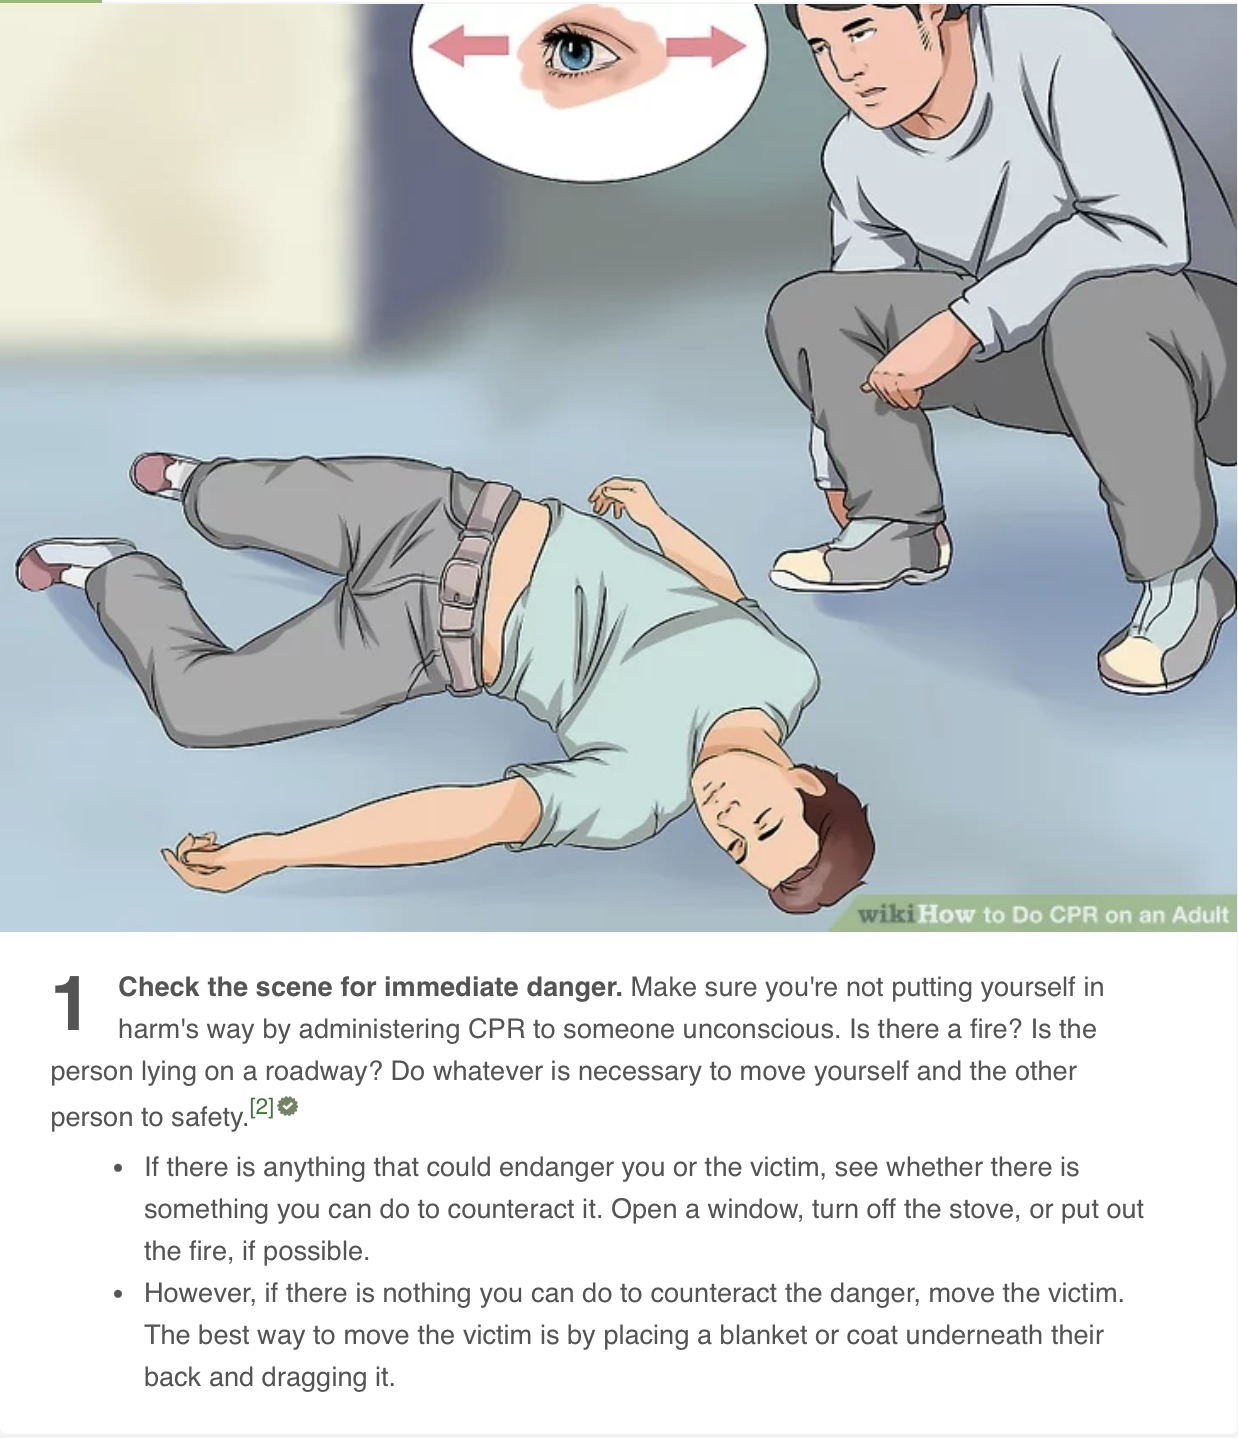 wikiHow to Do CPR on an Adult
1 Check the scene for immediate danger. Make sure you're not putting yourself in
harm's way by administering CPR to someone unconscious. Is there a fire? Is the
person lying on a roadway? Do whatever is necessary to move yourself and the other
person to safety.[2]
• If there is anything that could endanger you or the victim, see whether there is
something you can do to counteract it. Open a window, turn off the stove, or put out
the fire, if possible.
• However, if there is nothing you can do to counteract the danger, move the victim.
The best way to move the victim is by placing a blanket or coat underneath their
back and dragging it.